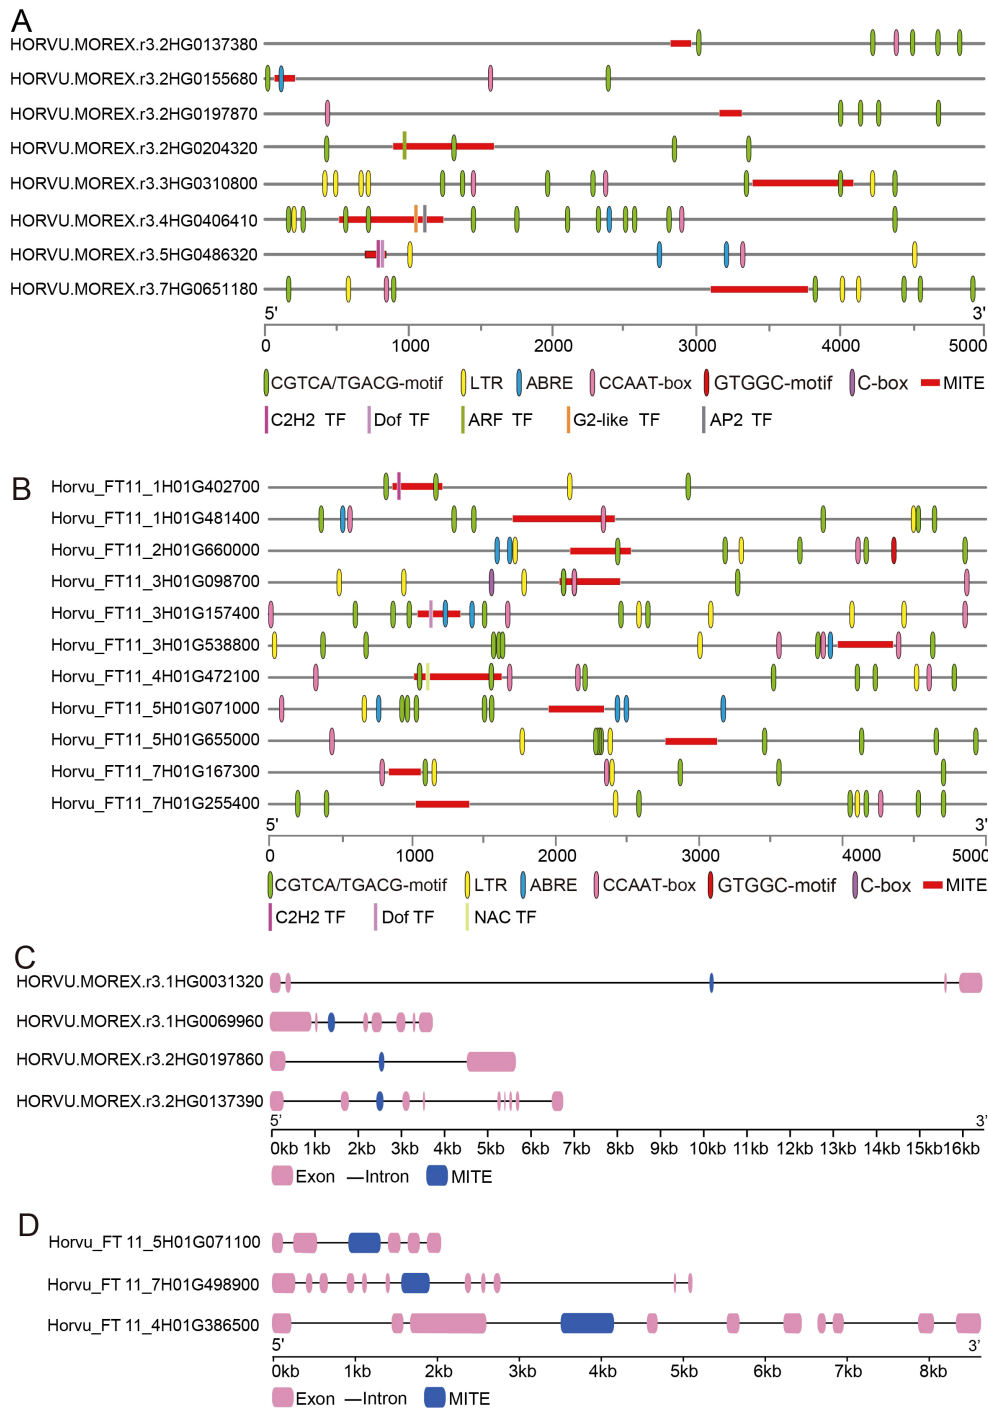 A
HORVU.MOREX.r3.2HG0137380
HORVU.MOREX.r3.2HG0155680
HORVU.MOREX.r3.2HG0197870
HORVU.MOREX.r3.2HG0204320
HORVU.MOREX.r3.3HG0310800
HORVU.MOREX.r3.4HG0406410
HORVU.MOREX.r3.5HG0486320
HORVU.MOREX.r3.7HG0651180
5' 3'
0 1000 2000 3000 4000 5000
CGTCA/TGACG-motif LTR ABRE CCAAT-box GTGGC-motif C-box MITE
C2H2 TF Dof TF ARF TF G2-like TF AP2 TF
B
Horvu_FT11_1H01G402700
Horvu_FT11_1H01G481400
Horvu_FT11_2H01G660000
Horvu_FT11_3H01G098700
Horvu_FT11_3H01G157400
Horvu_FT11_3H01G538800
Horvu_FT11_4H01G472100
Horvu_FT11_5H01G071000
Horvu_FT11_5H01G655000
Horvu_FT11_7H01G167300
Horvu_FT11_7H01G255400
5' 3'
0 1000 2000 3000 4000 5000
CGTCA/TGACG-motif LTR ABRE CCAAT-box GTGGC-motif C-box MITE
C2H2 TF Dof TF NAC TF
C
HORVU.MOREX.r3.1HG0031320
HORVU.MOREX.r3.1HG0069960
HORVU.MOREX.r3.2HG0197860
HORVU.MOREX.r3.2HG0137390
5' 3'
0kb 1kb 2kb 3kb 4kb 5kb 6kb 7kb 8kb 9kb 10kb 11kb 12kb 13kb 14kb 15kb 16kb
Exon Intron MITE
D
Horvu_FT 11_5H01G071100
Horvu_FT 11_7H01G498900
Horvu_FT 11_4H01G386500
5' 3'
0kb 1kb 2kb 3kb 4kb 5kb 6kb 7kb 8kb
Exon Intron MITE